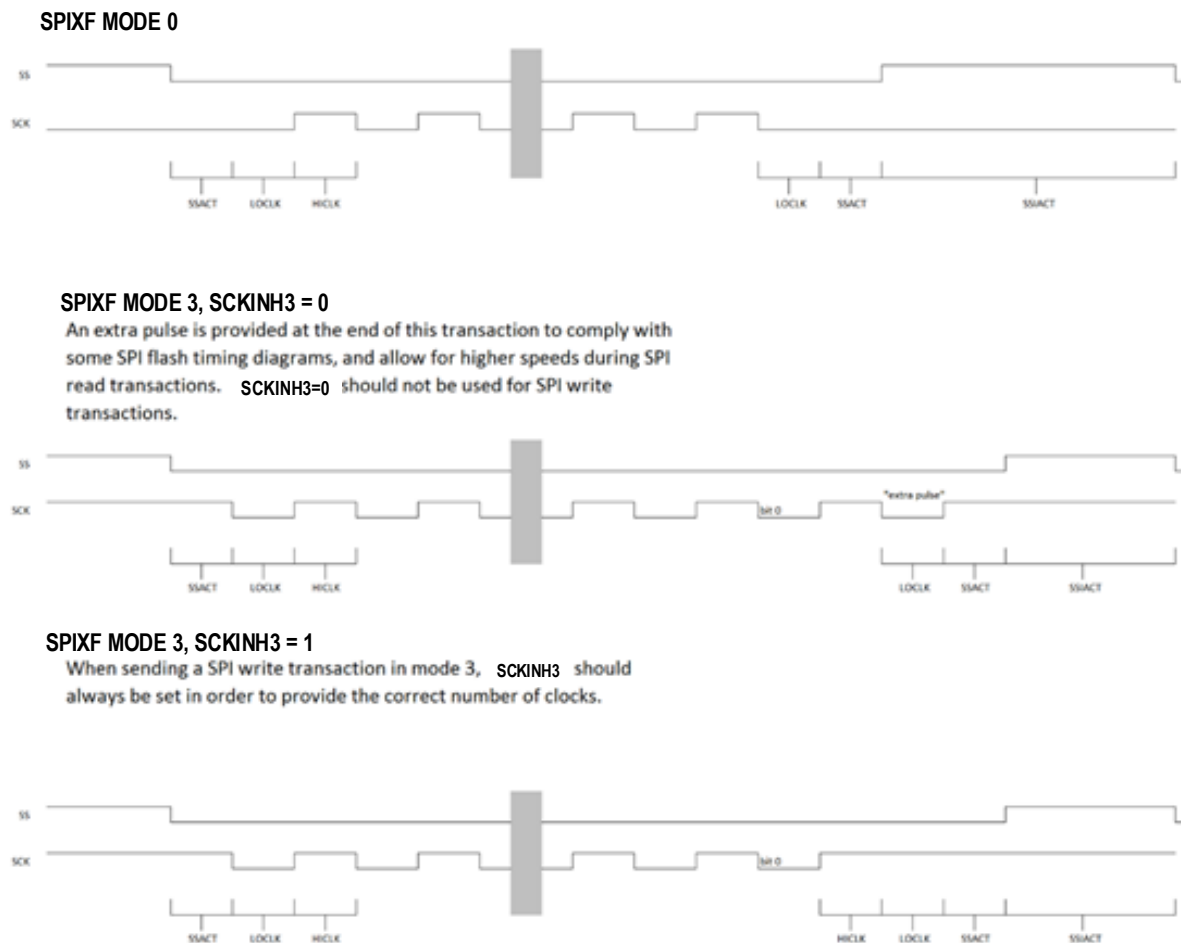 SPIXF MODE 0
SS
SCK
SSACT LOCLK HICLK LOCLK SSACT SSIACT
SPIXF MODE 3, SCKINH3 = 0
An extra pulse is provided at the end of this transaction to comply with
some SPI flash timing diagrams, and allow for higher speeds during SPI
read transactions. SCKINH3=0 should not be used for SPI write
transactions.
SS
"extra pulse"
SCK bit 0
SSACT LOCLK HICLK LOCLK SSACT SSIACT
SPIXF MODE 3, SCKINH3 = 1
When sending a SPI write transaction in mode 3, SCKINH3 should
always be set in order to provide the correct number of clocks.
SS
SCK bit 0
SSACT LOCLK HICLK HICLK LOCLK SSACT SSIACT